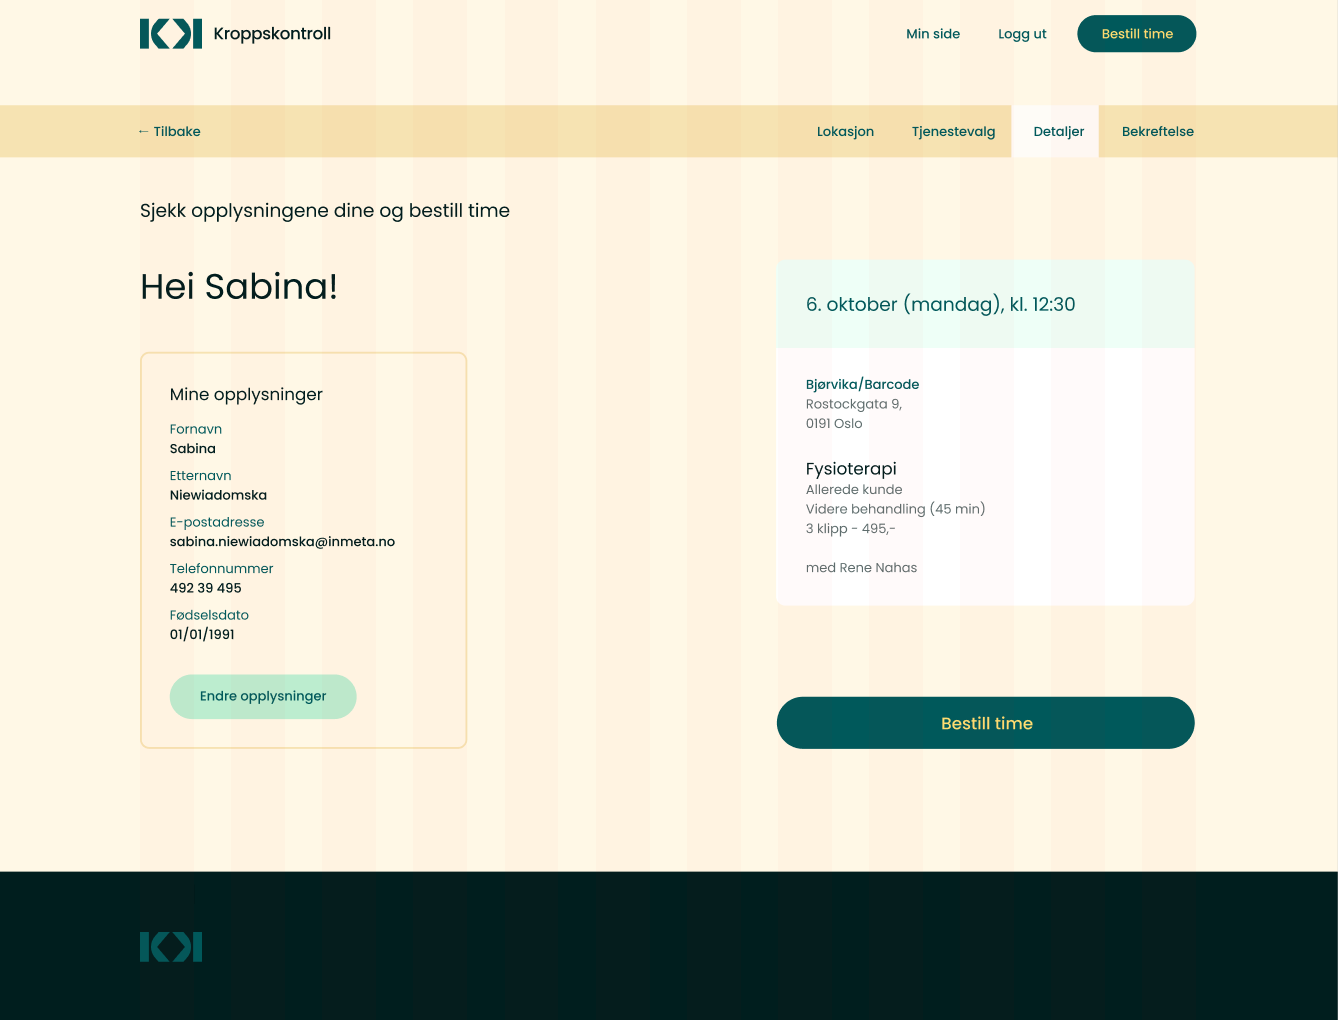 Kroppskontroll
Min side
Logg ut
Bestill time
← Tilbake
Lokasjon
Tjenestevalg
Detaljer
Bekreftelse
Sjekk opplysningene dine og bestill time
Hei Sabina!
Mine opplysninger
Fornavn
Sabina
Etternavn
Niewiadomska
E-postadresse
sabina.niewiadomska@inmeta.no
Telefonnummer
492 39 495
Fødselsdato
01/01/1991
Endre opplysninger
6. oktober (mandag), kl. 12:30
Bjørvika/Barcode
Rostockgata 9,
0191 Oslo
Fysioterapi
Allerede kunde
Videre behandling (45 min)
3 klipp - 495,-
med Rene Nahas
Bestill time